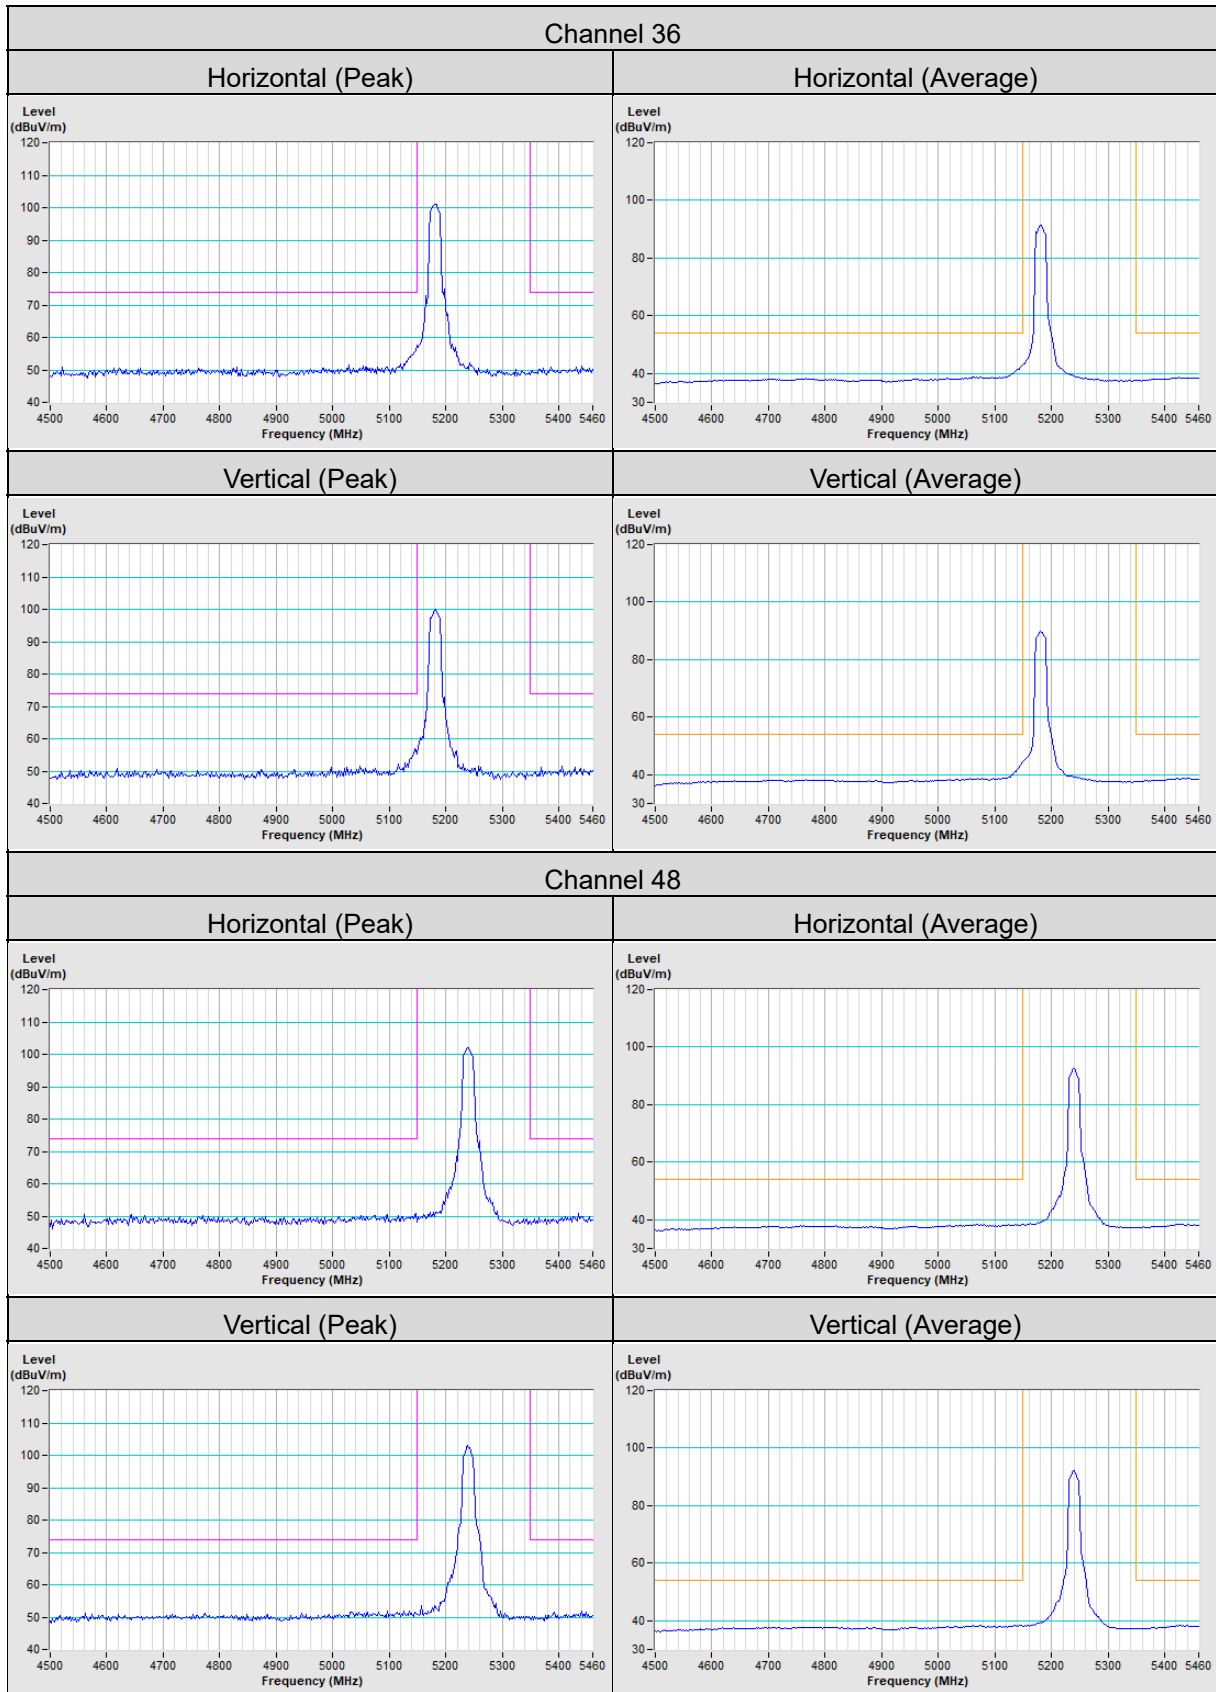 Channel 36
Horizontal (Peak) Horizontal (Average)
Level Level
(dBuV/m) (dBuV/m)
120 120
110
100 100
90
80 80
70
60 60
50
40 40
30
4500 4600 4700 4800 4900 5000 5100 5200 5300 5400 5460 4500 4600 4700 4800 4900 5000 5100 5200 5300 5400 5460
Frequency (MHz) Frequency (MHz)
Vertical (Peak) Vertical (Average)
Level Level
(dBuV/m) (dBuV/m)
120 120
110
100 100
90
80 80
70
60 60
50
40 40
30
4500 4600 4700 4800 4900 5000 5100 5200 5300 5400 5460 4500 4600 4700 4800 4900 5000 5100 5200 5300 5400 5460
Frequency (MHz) Frequency (MHz)
Channel 48
Horizontal (Peak) Horizontal (Average)
Level Level
(dBuV/m) (dBuV/m)
120 120
110
100 100
90
80 80
70
60 60
50
40 40
30
4500 4600 4700 4800 4900 5000 5100 5200 5300 5400 5460 4500 4600 4700 4800 4900 5000 5100 5200 5300 5400 5460
Frequency (MHz) Frequency (MHz)
Vertical (Peak) Vertical (Average)
Level Level
(dBuV/m) (dBuV/m)
120 120
110
100 100
90
80 80
70
60 60
50
40 40
30
4500 4600 4700 4800 4900 5000 5100 5200 5300 5400 5460 4500 4600 4700 4800 4900 5000 5100 5200 5300 5400 5460
Frequency (MHz) Frequency (MHz)